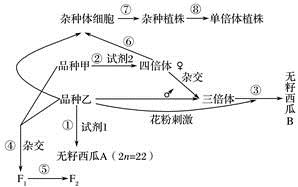 杂种体细胞 ⑦ 杂种植株 ⑧ 单倍体植株
⑥
品种甲 ② 试剂2 四倍体 ♀
杂交
品种乙 ♂ 三倍体 ③ 无籽西瓜B
花粉刺激
① 试剂1
④ 杂交
无籽西瓜A（2n=22）
F₁ ⑤ F₂